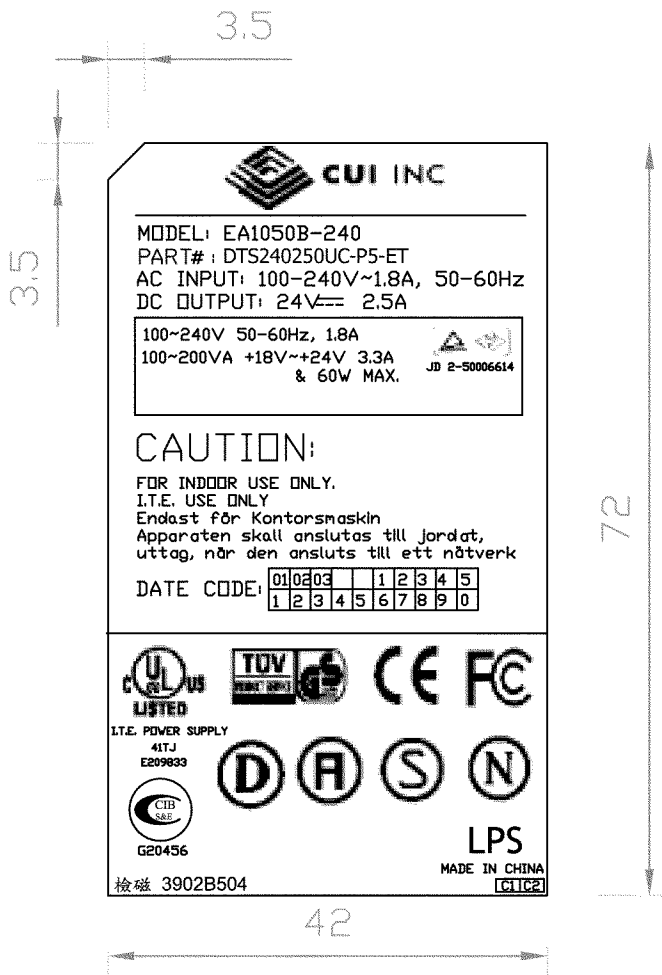 3.5
CUI INC
3.5
MODEL: EA1050B-240
PART# : DTS240250UC-P5-ET
AC INPUT: 100-240V~1.8A, 50-60Hz
DC OUTPUT: 24V⎓ 2.5A
100~240V 50-60Hz, 1.8A
100~200VA +18V~+24V 3.3A
& 60W MAX.
JD 2-50006614
CAUTION:
FOR INDOOR USE ONLY.
I.T.E. USE ONLY
Endast för Kontorsmaskin
Apparaten skall anslutas till jordat,
uttag, når den ansluts till ett nåtverk
72
DATE CODE:
01 02 03 1 2 3 4 5
1 2 3 4 5 6 7 8 9 0
C UL US
LISTED
TÜV GS
CE FC
I.T.E. POWER SUPPLY
41TJ
E209833
D A S N
CIB
S&E
G20456
LPS
MADE IN CHINA
C1 C2
檢磁 3902B504
42